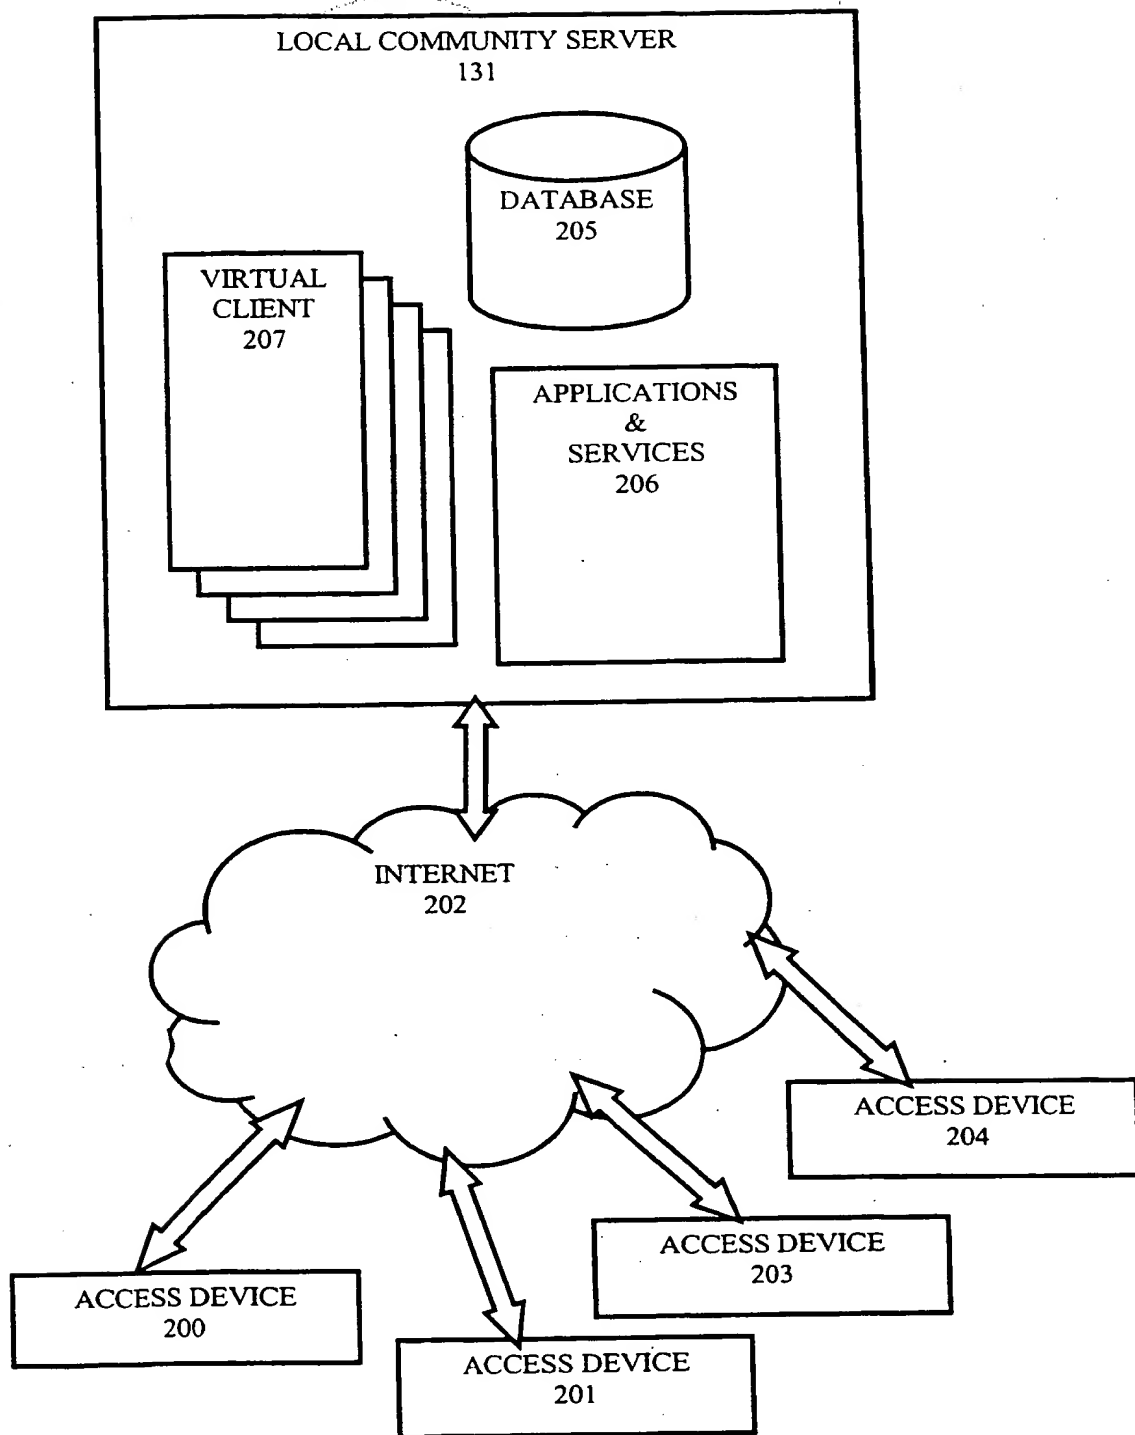 LOCAL COMMUNITY SERVER
131
DATABASE
205
VIRTUAL
CLIENT
207
APPLICATIONS
&
SERVICES
206
INTERNET
202
ACCESS DEVICE
204
ACCESS DEVICE
203
ACCESS DEVICE
200
ACCESS DEVICE
201